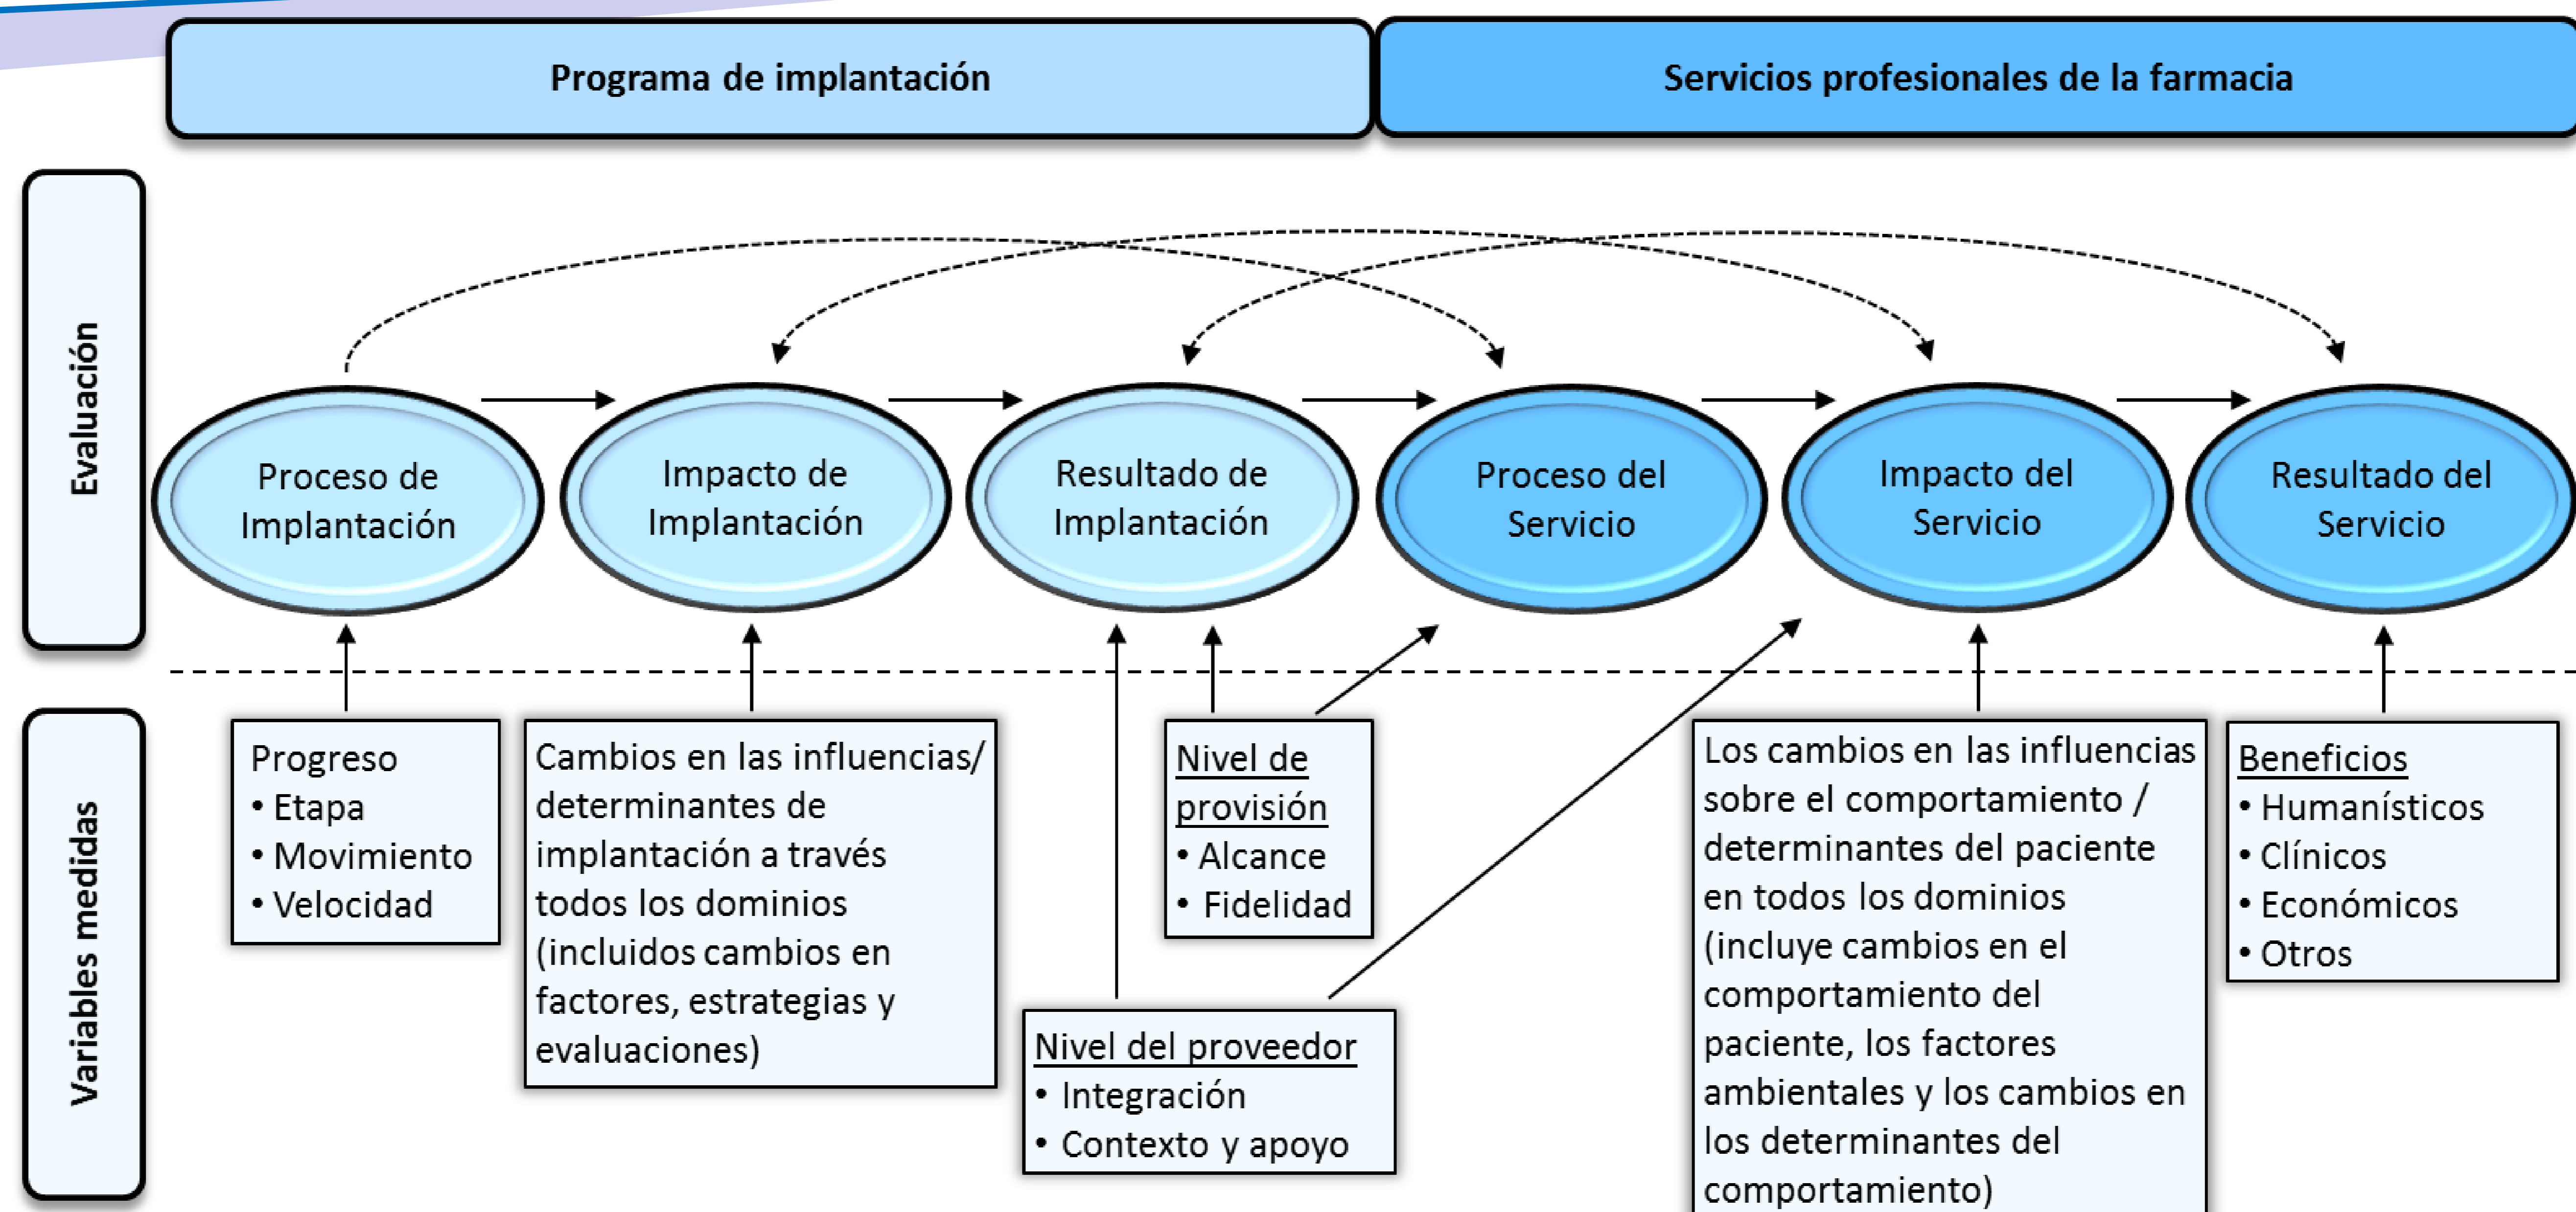 Programa de implantación
Servicios profesionales de la farmacia
Evaluación
Proceso de
Implantación
Impacto de
Implantación
Resultado de
Implantación
Proceso del
Servicio
Impacto del
Servicio
Resultado del
Servicio
Variables medidas
Progreso
• Etapa
• Movimiento
• Velocidad
Cambios en las influencias/
determinantes de
implantación a través
todos los dominios
(incluidos cambios en
factores, estrategias y
evaluaciones)
Nivel del proveedor
• Integración
• Contexto y apoyo
Nivel de
provisión
• Alcance
• Fidelidad
Los cambios en las influencias
sobre el comportamiento /
determinantes del paciente
en todos los dominios
(incluye cambios en el
comportamiento del
paciente, los factores
ambientales y los cambios en
los determinantes del
comportamiento)
Beneficios
• Humanísticos
• Clínicos
• Económicos
• Otros